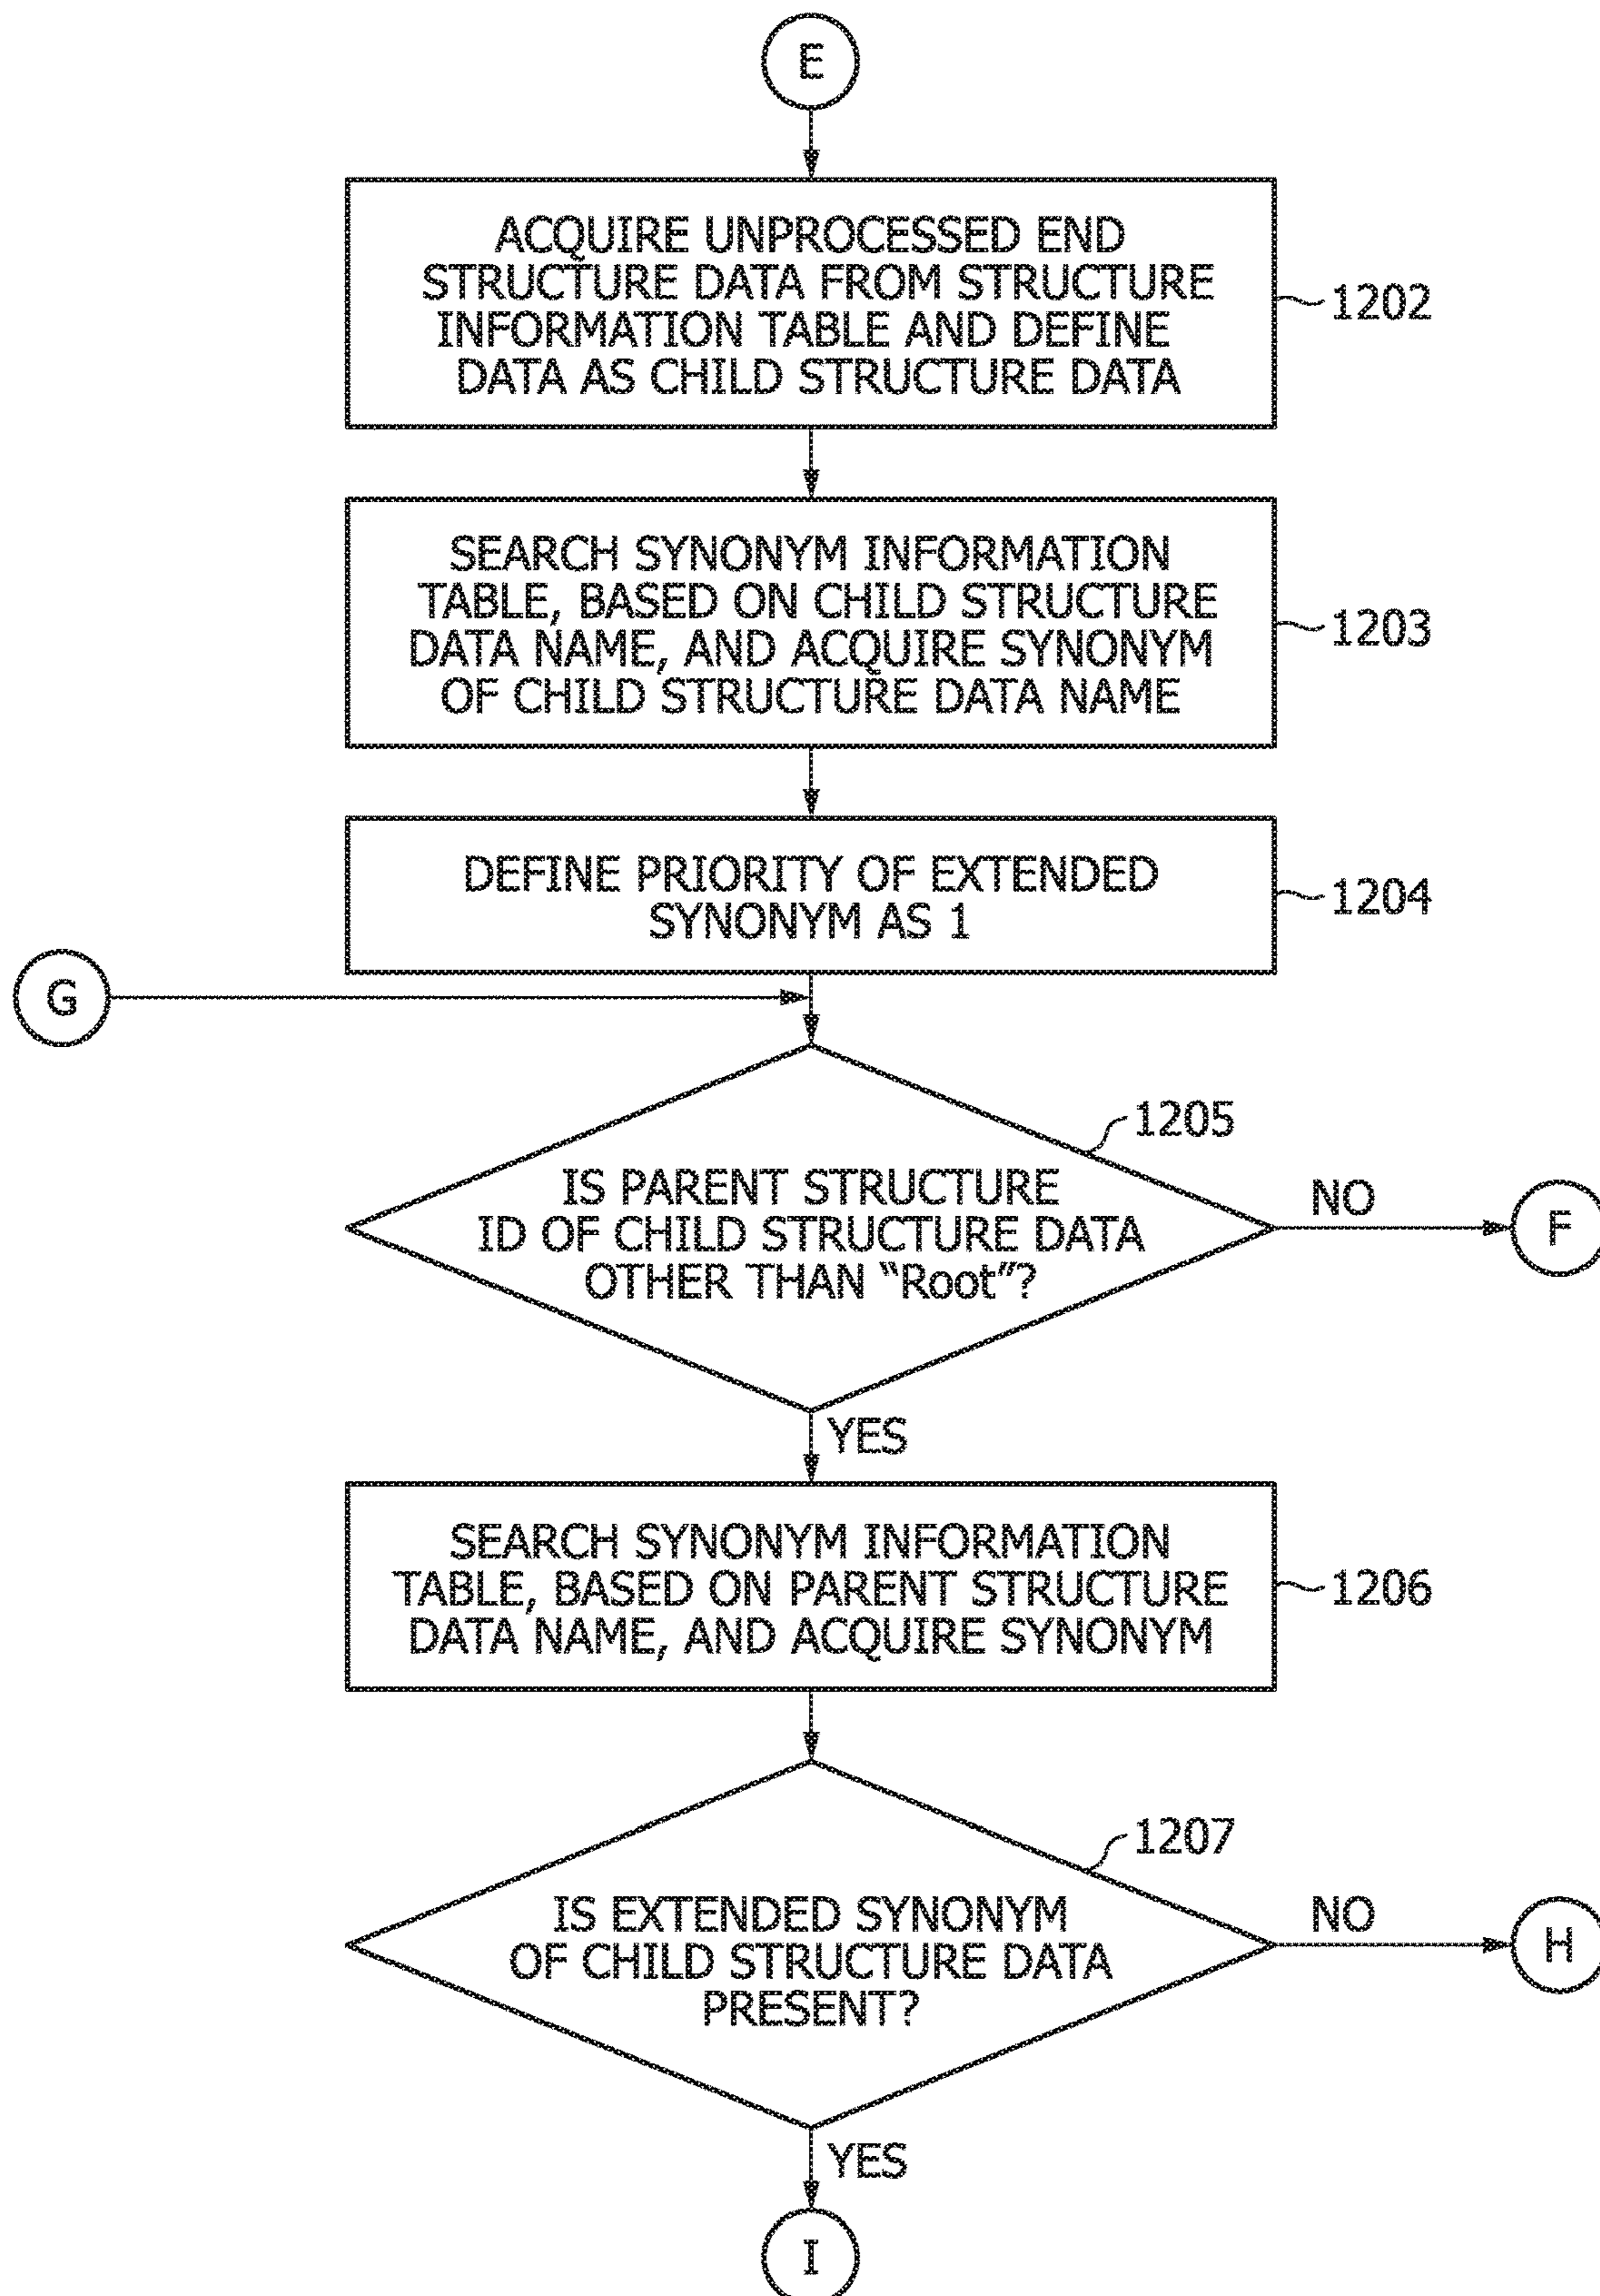 E
ACQUIRE UNPROCESSED END
STRUCTURE DATA FROM STRUCTURE
INFORMATION TABLE AND DEFINE
DATA AS CHILD STRUCTURE DATA
1202
SEARCH SYNONYM INFORMATION
TABLE, BASED ON CHILD STRUCTURE
DATA NAME, AND ACQUIRE SYNONYM
OF CHILD STRUCTURE DATA NAME
1203
DEFINE PRIORITY OF EXTENDED
SYNONYM AS 1
1204
G
1205
IS PARENT STRUCTURE
ID OF CHILD STRUCTURE DATA
OTHER THAN “Root”?
NO
F
YES
SEARCH SYNONYM INFORMATION
TABLE, BASED ON PARENT STRUCTURE
DATA NAME, AND ACQUIRE SYNONYM
1206
1207
IS EXTENDED SYNONYM
OF CHILD STRUCTURE DATA
PRESENT?
NO
H
YES
I